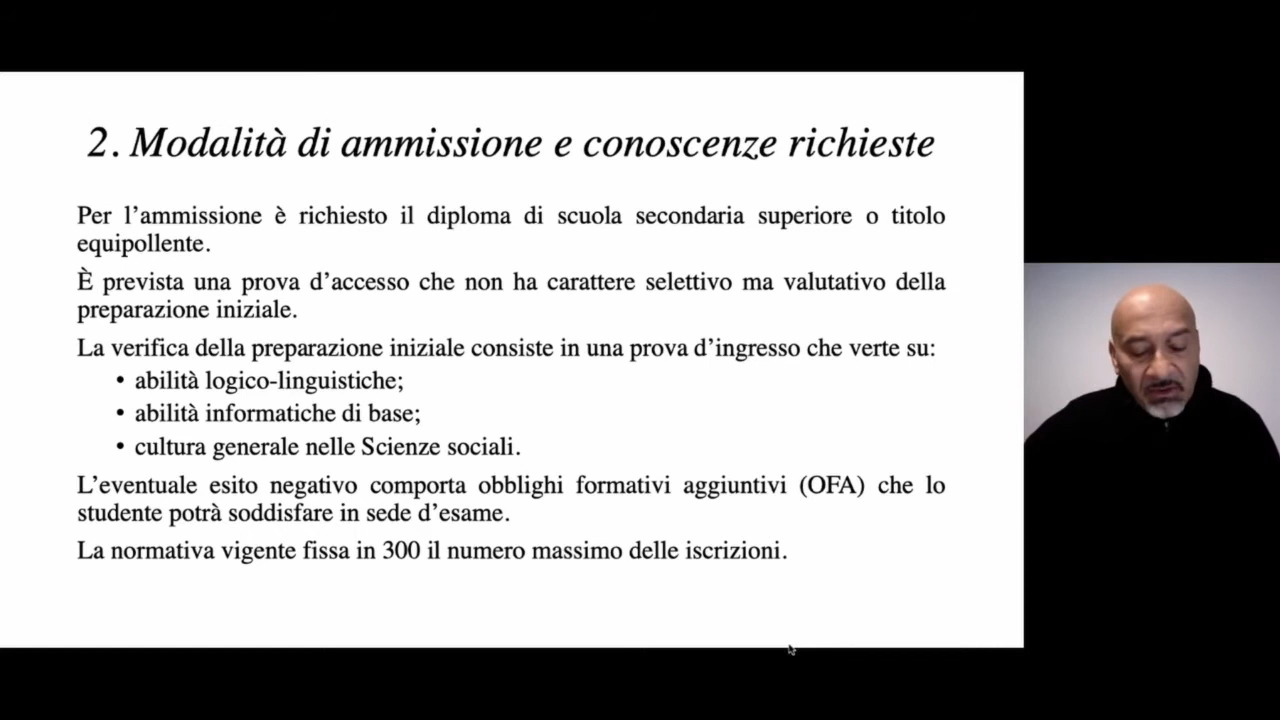 2. Modalità di ammissione e conoscenze richieste
Per l’ammissione è richiesto il diploma di scuola secondaria superiore o titolo
equipollente.
È prevista una prova d’accesso che non ha carattere selettivo ma valutativo della
preparazione iniziale.
La verifica della preparazione iniziale consiste in una prova d’ingresso che verte su:
• abilità logico-linguistiche;
• abilità informatiche di base;
• cultura generale nelle Scienze sociali.
L’eventuale esito negativo comporta obblighi formativi aggiuntivi (OFA) che lo
studente potrà soddisfare in sede d’esame.
La normativa vigente fissa in 300 il numero massimo delle iscrizioni.